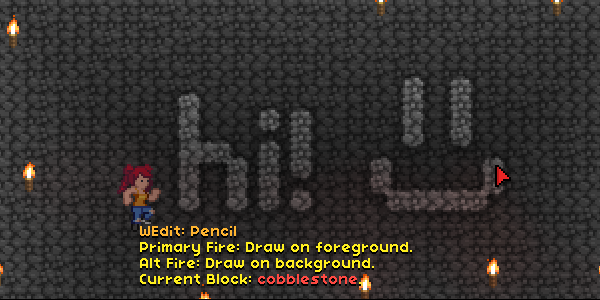 hi!
WEdit: Pencil
Primary Fire: Draw on foreground.
Alt Fire: Draw on background.
Current Block: cobblestone.